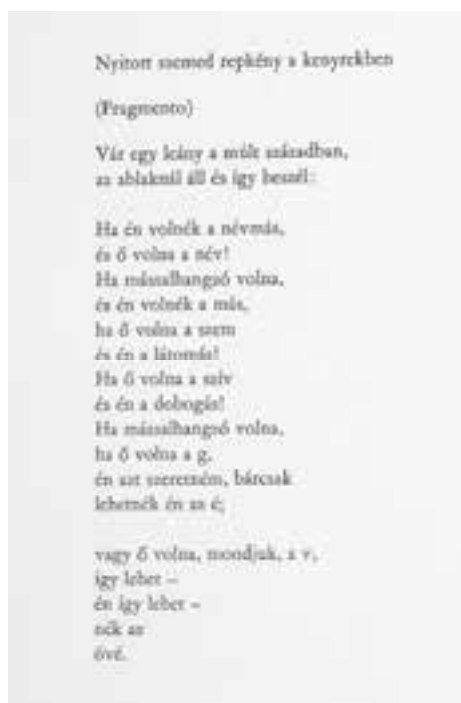 Nyitott szemed repkény a kenyrekben
(Fragmento)
Vár egy leány a múlt században,
az ablaknál áll és így beszél:
Ha én volnék a névmás,
és ő volna a név!
Ha mássalhangzó volna,
és én volnék a más,
ha ő volna a szem
és én a látomás!
Ha ő volna a szív
és én a dobogás!
Ha mássalhangzó volna,
ha ő volna a g,
én azt szeretném, bárcsak
lehetnék én az é;
vagy ő volna, mondjuk, a v,
így lehet –
én így lehet –
nék az
övé.